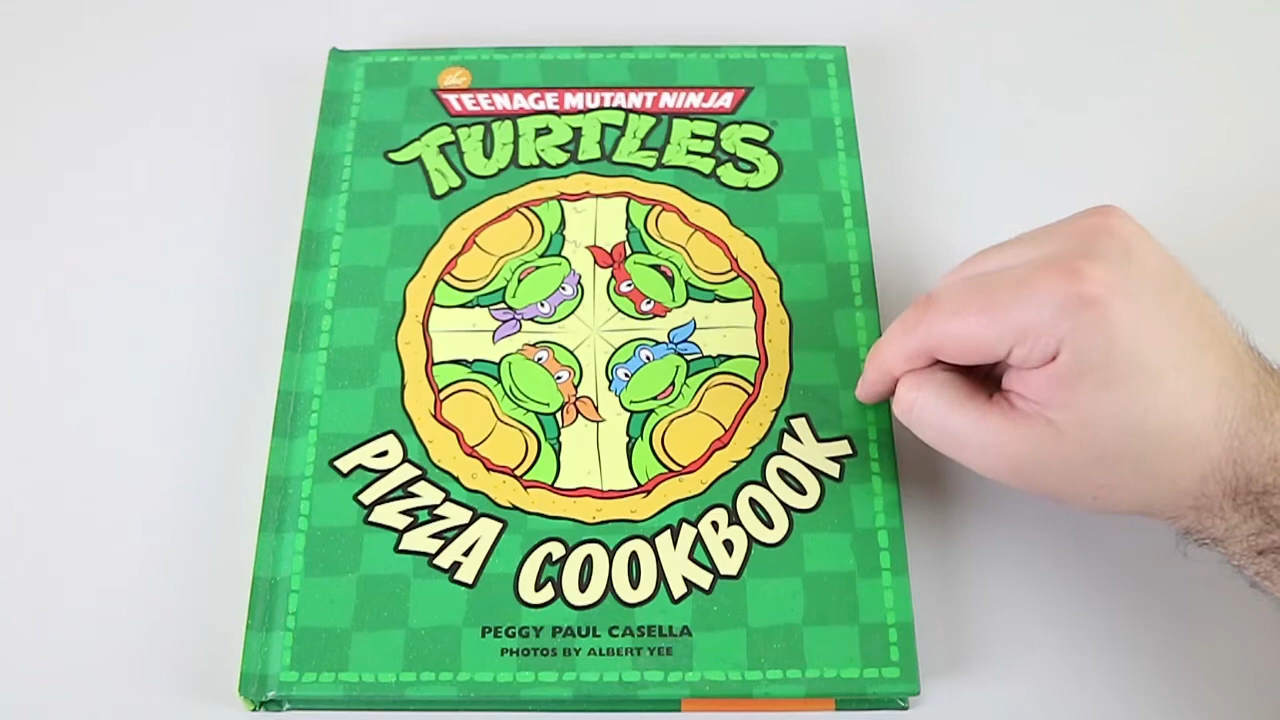 the
TEENAGE MUTANT NINJA
TURTLES
PIZZA COOKBOOK
PEGGY PAUL CASELLA
PHOTOS BY ALBERT YEE